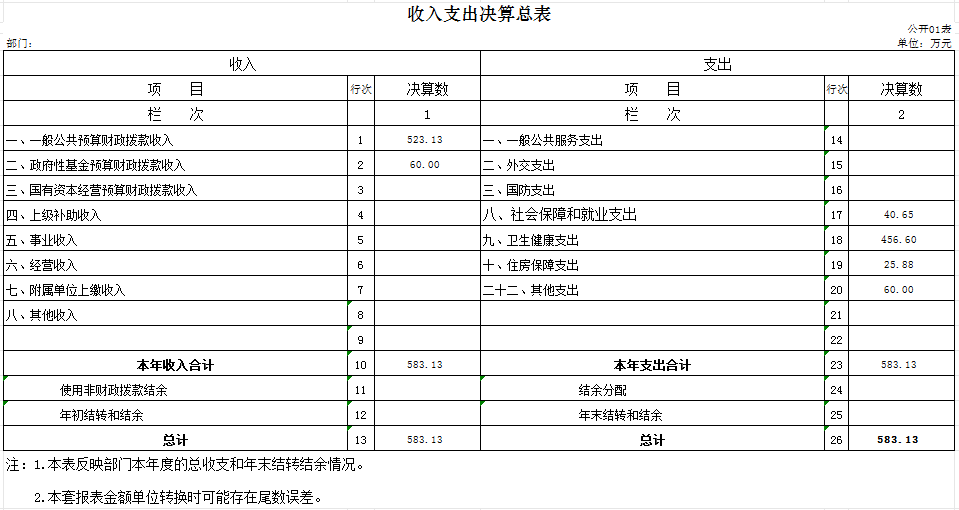 收入支出决算总表
公开01表
部门： 单位：万元
收入 支出
项 目 行次 决算数 项 目 行次 决算数
栏 次 1 栏 次 2
一、一般公共预算财政拨款收入 1 523.13 一、一般公共服务支出 14
二、政府性基金预算财政拨款收入 2 60.00 二、外交支出 15
三、国有资本经营预算财政拨款收入 3 三、国防支出 16
四、上级补助收入 4 八、社会保障和就业支出 17 40.65
五、事业收入 5 九、卫生健康支出 18 456.60
六、经营收入 6 十、住房保障支出 19 25.88
七、附属单位上缴收入 7 二十二、其他支出 20 60.00
八、其他收入 8 21
9 22
本年收入合计 10 583.13 本年支出合计 23 583.13
使用非财政拨款结余 11 结余分配 24
年初结转和结余 12 年末结转和结余 25
总计 13 583.13 总计 26 583.13
注：1.本表反映部门本年度的总收支和年末结转结余情况。
2.本套报表金额单位转换时可能存在尾数误差。